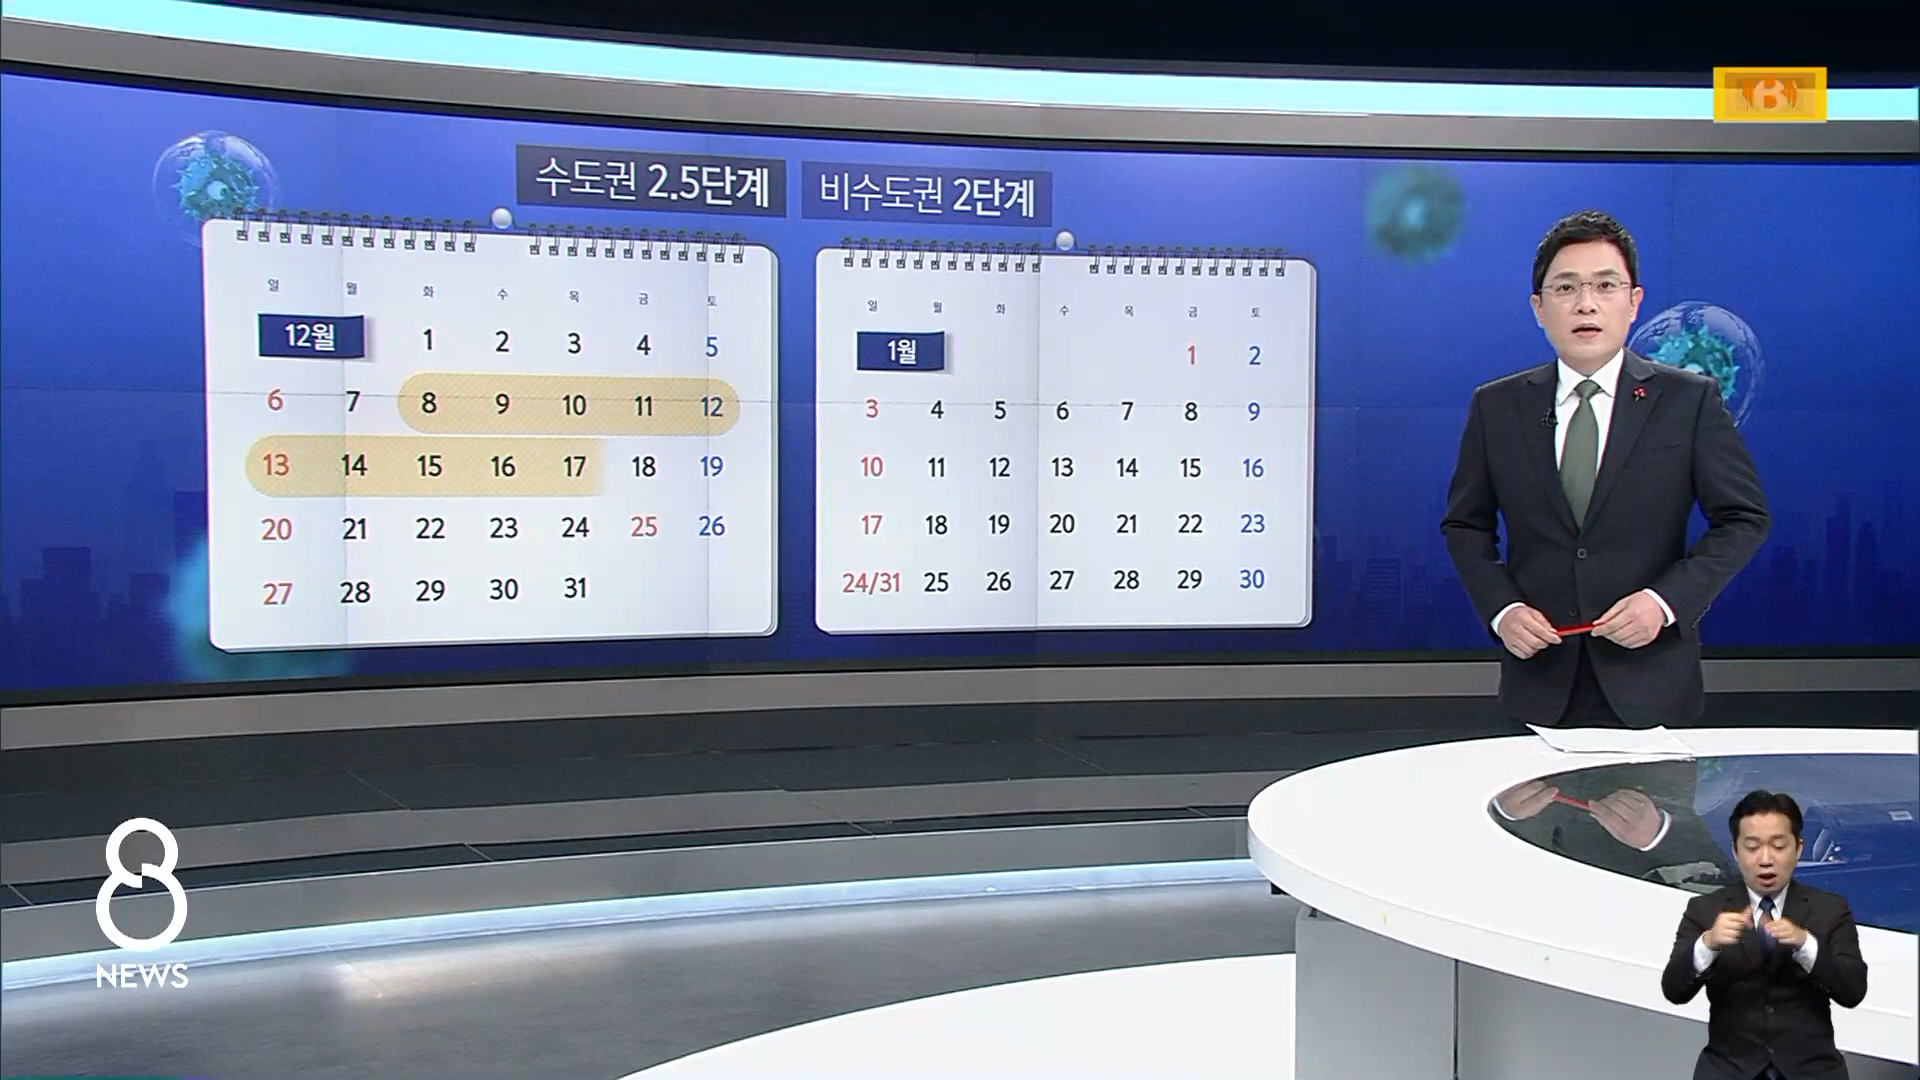 수도권 2.5단계 비수도권 2단계
일 월 화 수 목 금 토
12월 1 2 3 4 5
6 7 8 9 10 11 12
13 14 15 16 17 18 19
20 21 22 23 24 25 26
27 28 29 30 31
일 월 화 수 목 금 토
1월 1 2
3 4 5 6 7 8 9
10 11 12 13 14 15 16
17 18 19 20 21 22 23
24/31 25 26 27 28 29 30
B
8
NEWS